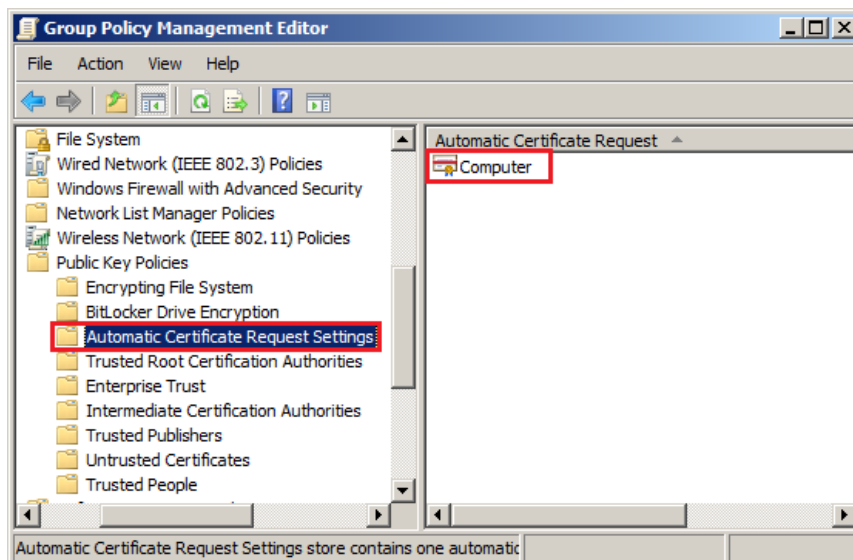 Group Policy Management Editor
File Action View Help
File System
Wired Network (IEEE 802.3) Policies
Windows Firewall with Advanced Security
Network List Manager Policies
Wireless Network (IEEE 802.11) Policies
Public Key Policies
Encrypting File System
BitLocker Drive Encryption
Automatic Certificate Request Settings
Trusted Root Certification Authorities
Enterprise Trust
Intermediate Certification Authorities
Trusted Publishers
Untrusted Certificates
Trusted People
Automatic Certificate Request
Computer
Automatic Certificate Request Settings store contains one automatic